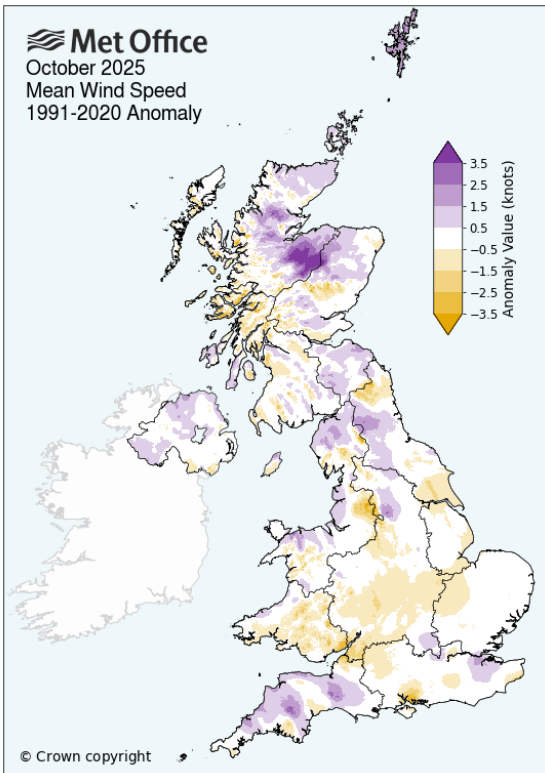 Met Office
October 2025
Mean Wind Speed
1991-2020 Anomaly
3.5
2.5
1.5
0.5
−0.5
−1.5
−2.5
−3.5
Anomaly Value (knots)
© Crown copyright